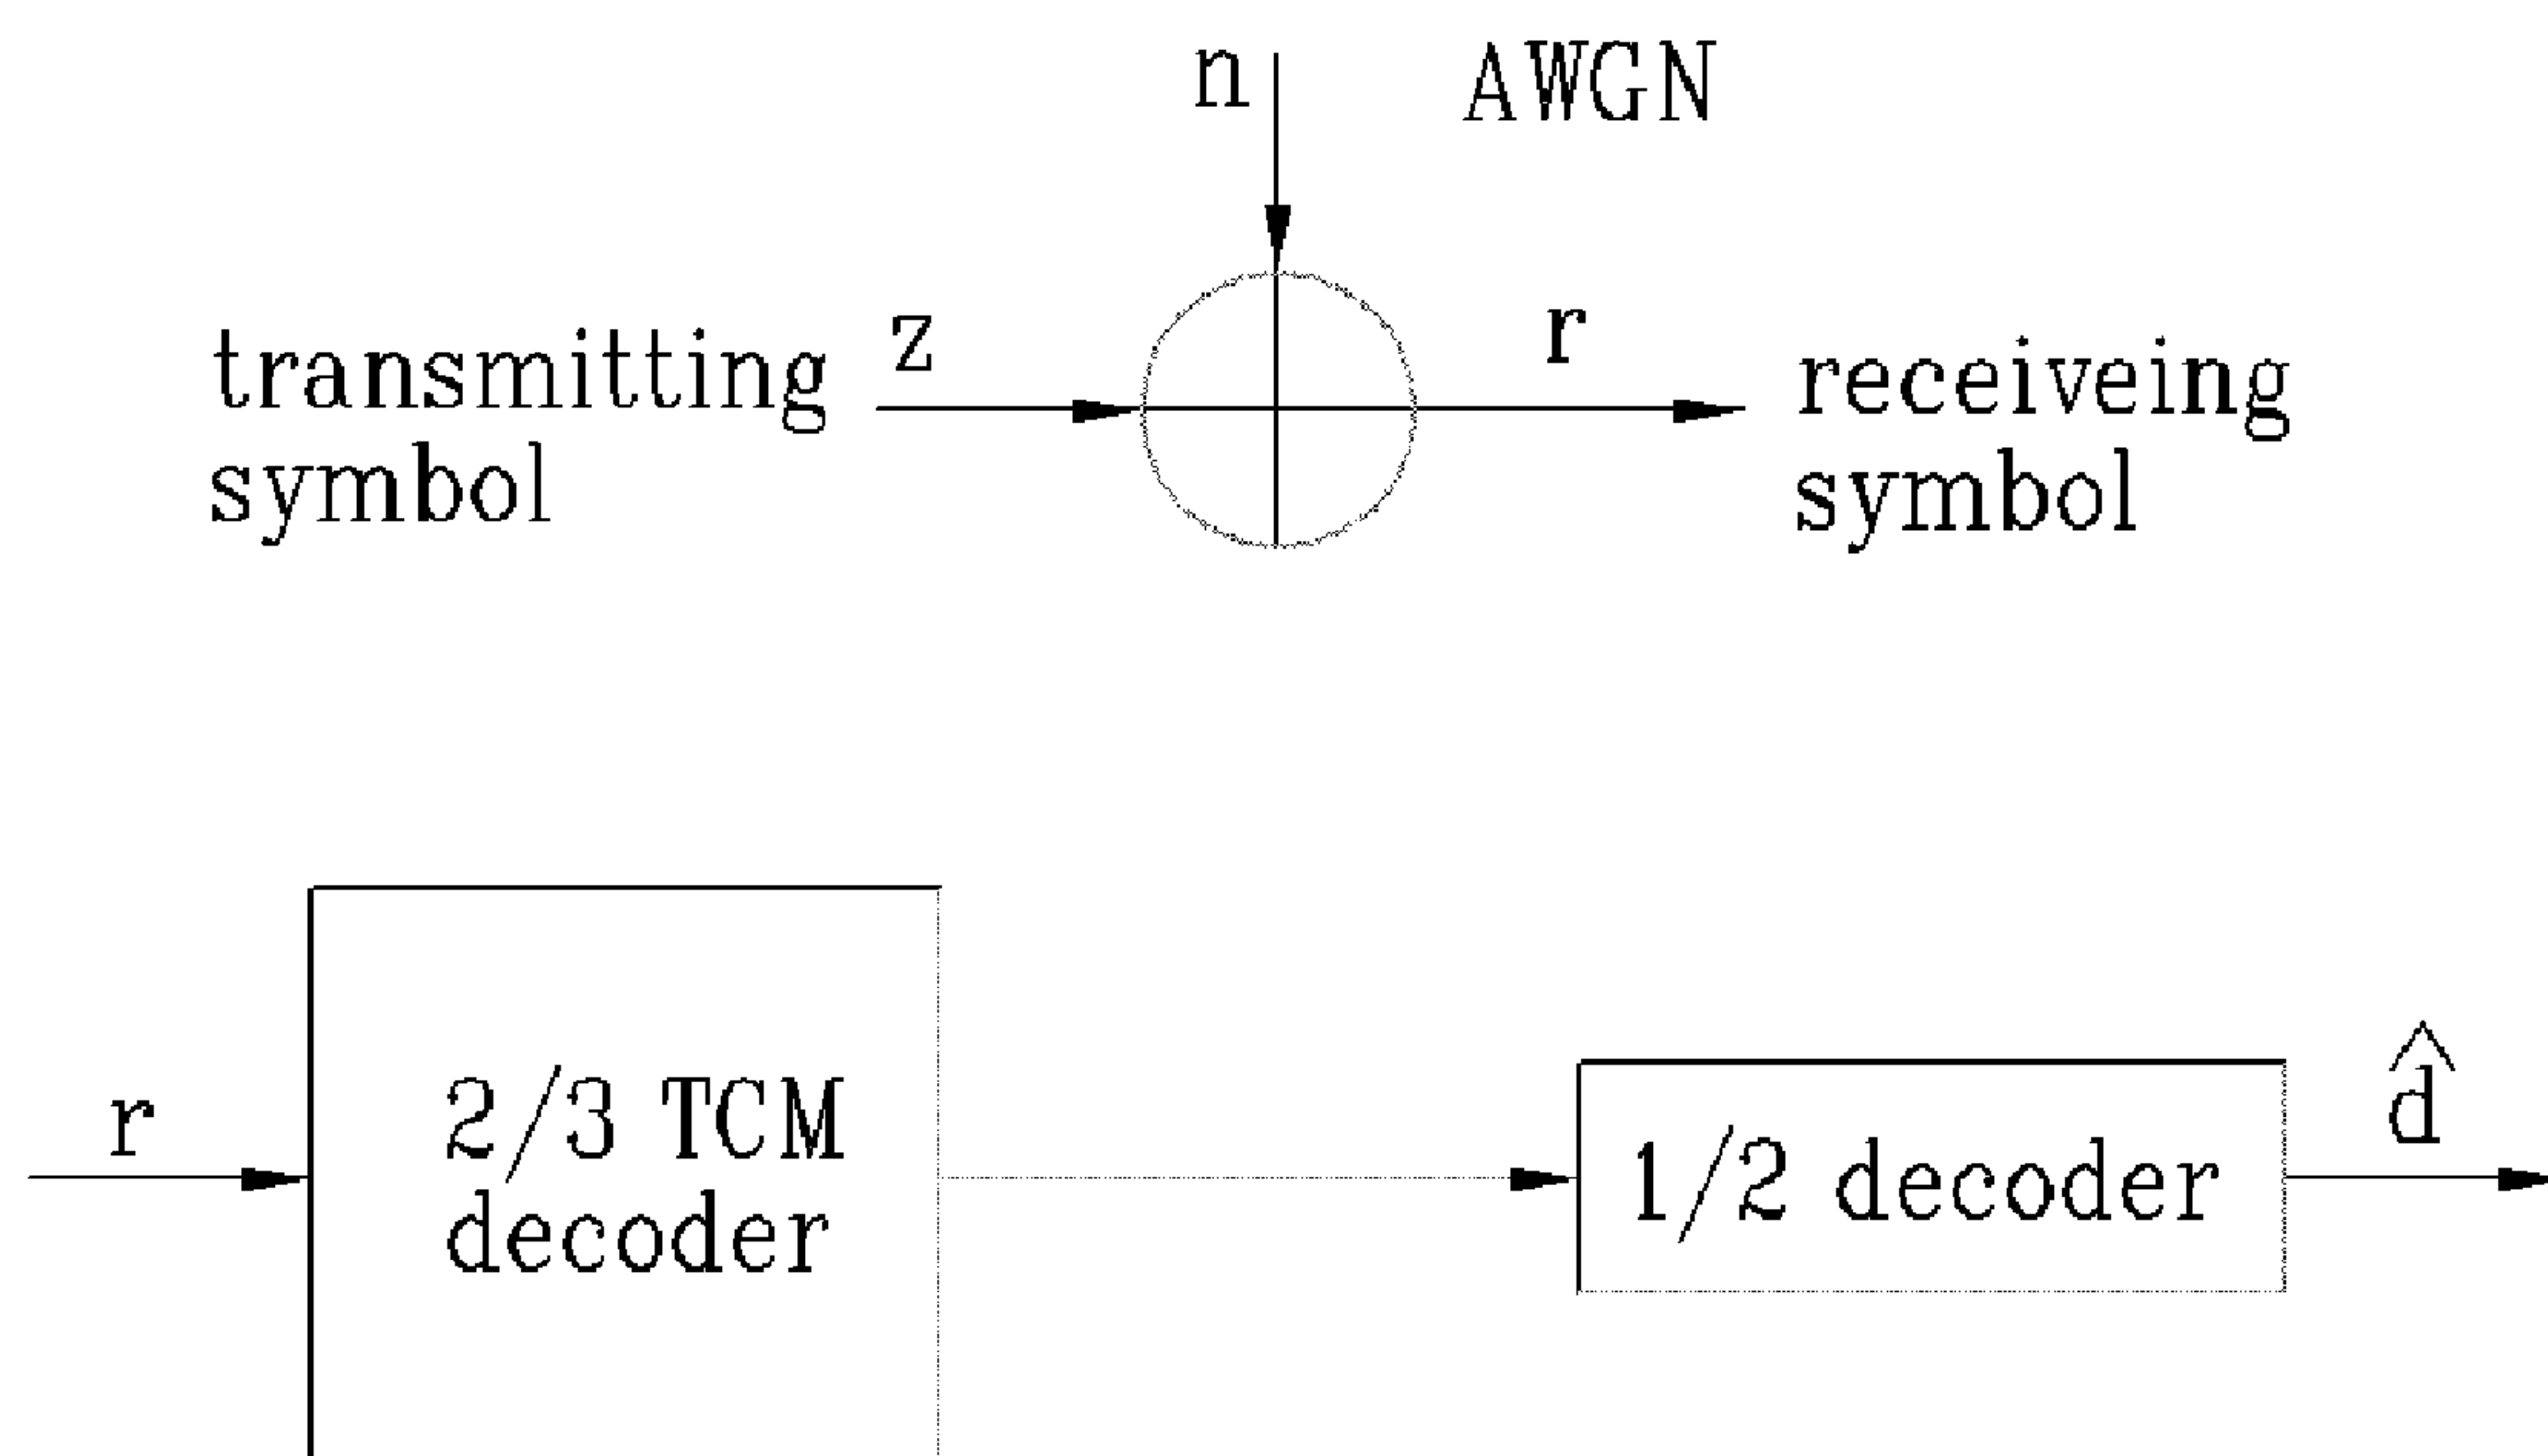 n
AWGN
transmitting
symbol
z
r
receiveing
symbol
r
2/3 TCM
decoder
1/2 decoder
d̂